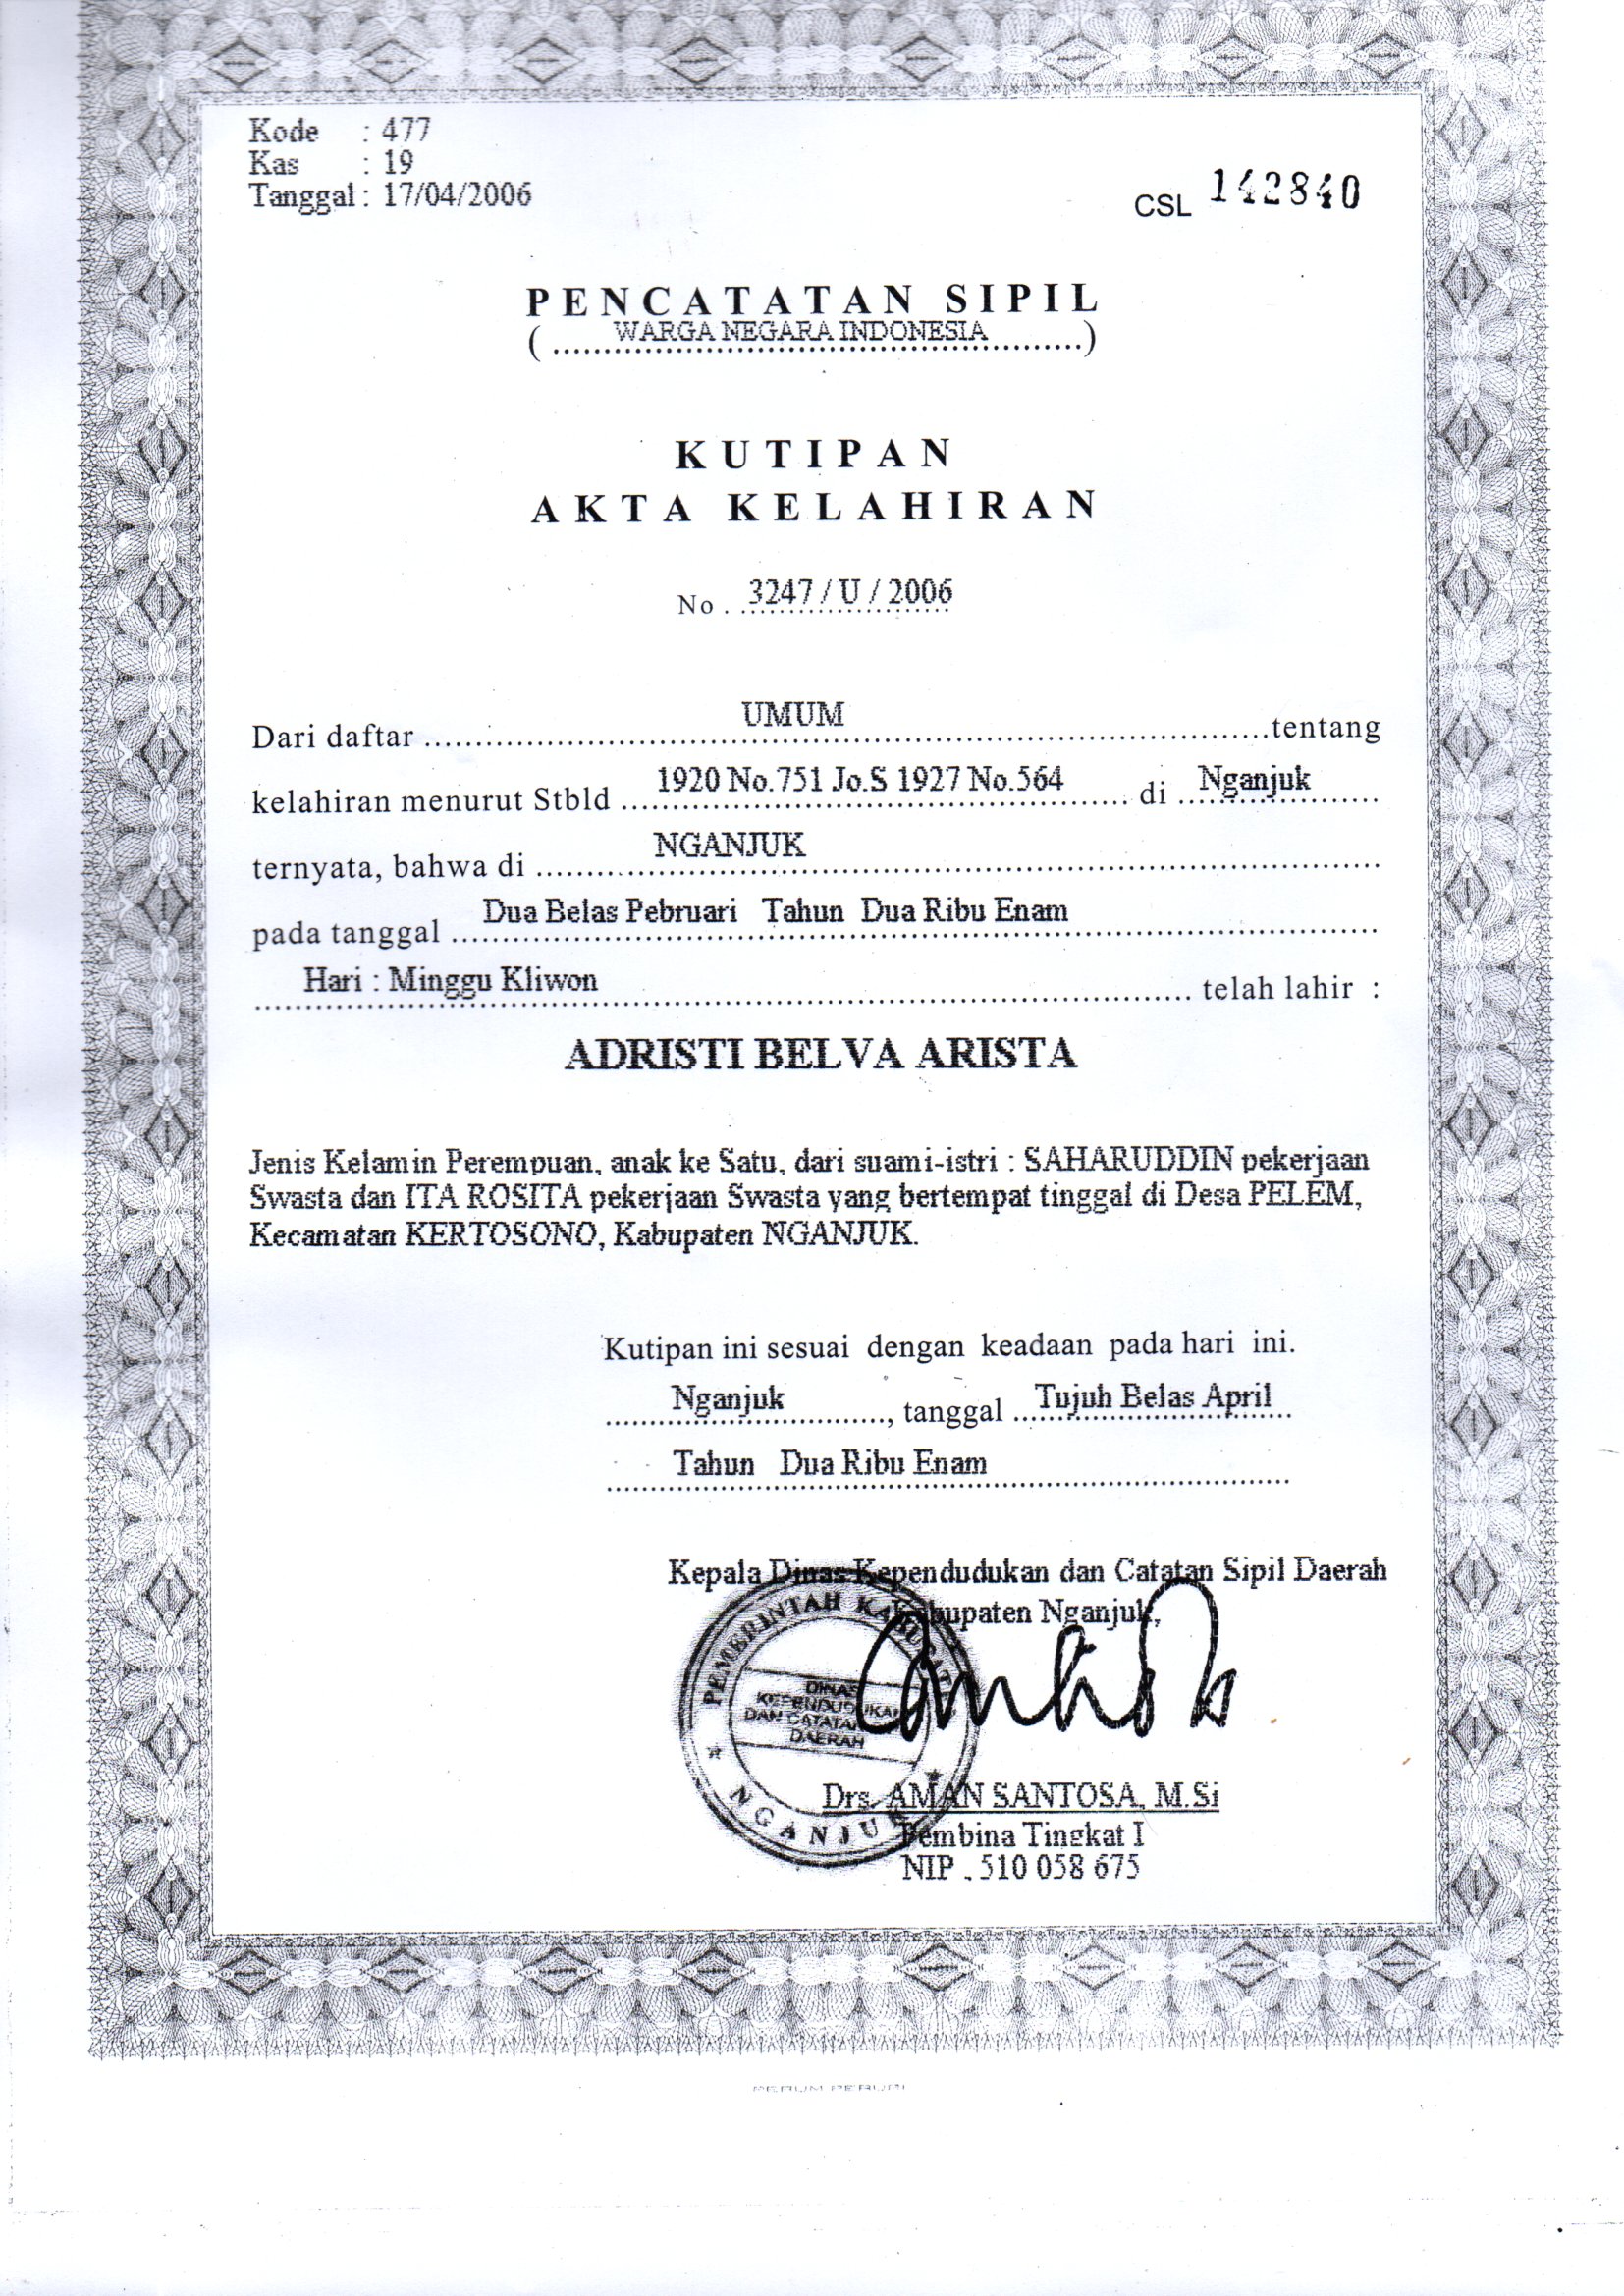 Kode : 477
Kas : 19
Tanggal : 17/04/2006
CSL 142840
PENCATATAN SIPIL
(WARGA NEGARA INDONESIA)
KUTIPAN
AKTA KELAHIRAN
No. 3247 / U / 2006
Dari daftar UMUM tentang
kelahiran menurut Stbld 1920 No.751 Jo.S 1927 No.564 di Nganjuk
ternyata, bahwa di NGANJUK
pada tanggal Dua Belas Pebruari Tahun Dua Ribu Enam
Hari : Minggu Kliwon telah lahir :
ADRISTI BELVA ARISTA
Jenis Kelamin Perempuan, anak ke Satu, dari suami-istri : SAHARUDDIN pekerjaan
Swasta dan ITA ROSITA pekerjaan Swasta yang bertempat tinggal di Desa PELEM,
Kecamatan KERTOSONO, Kabupaten NGANJUK.
Kutipan ini sesuai dengan keadaan pada hari ini.
Nganjuk, tanggal Tujuh Belas April
Tahun Dua Ribu Enam
Kepala Dinas Kependudukan dan Catatan Sipil Daerah
Kabupaten Nganjuk,
PEMERINTAH
DINAS
DAN
DAERAH
NGANJUK
Drs. AMAN SANTOSA, M.Si
Pembina Tingkat I
NIP . 510 058 675
PERUM PERURI